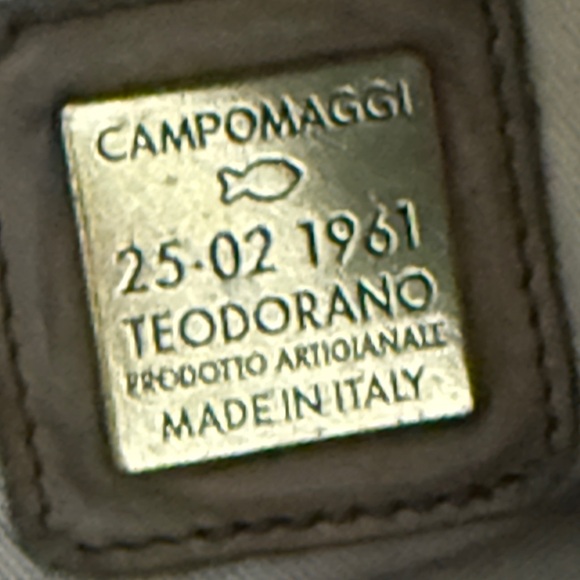 CAMPOMAGGI
25·02 1961
TEODORANO
PRODOTTO ARTIGIANALE
MADE IN ITALY